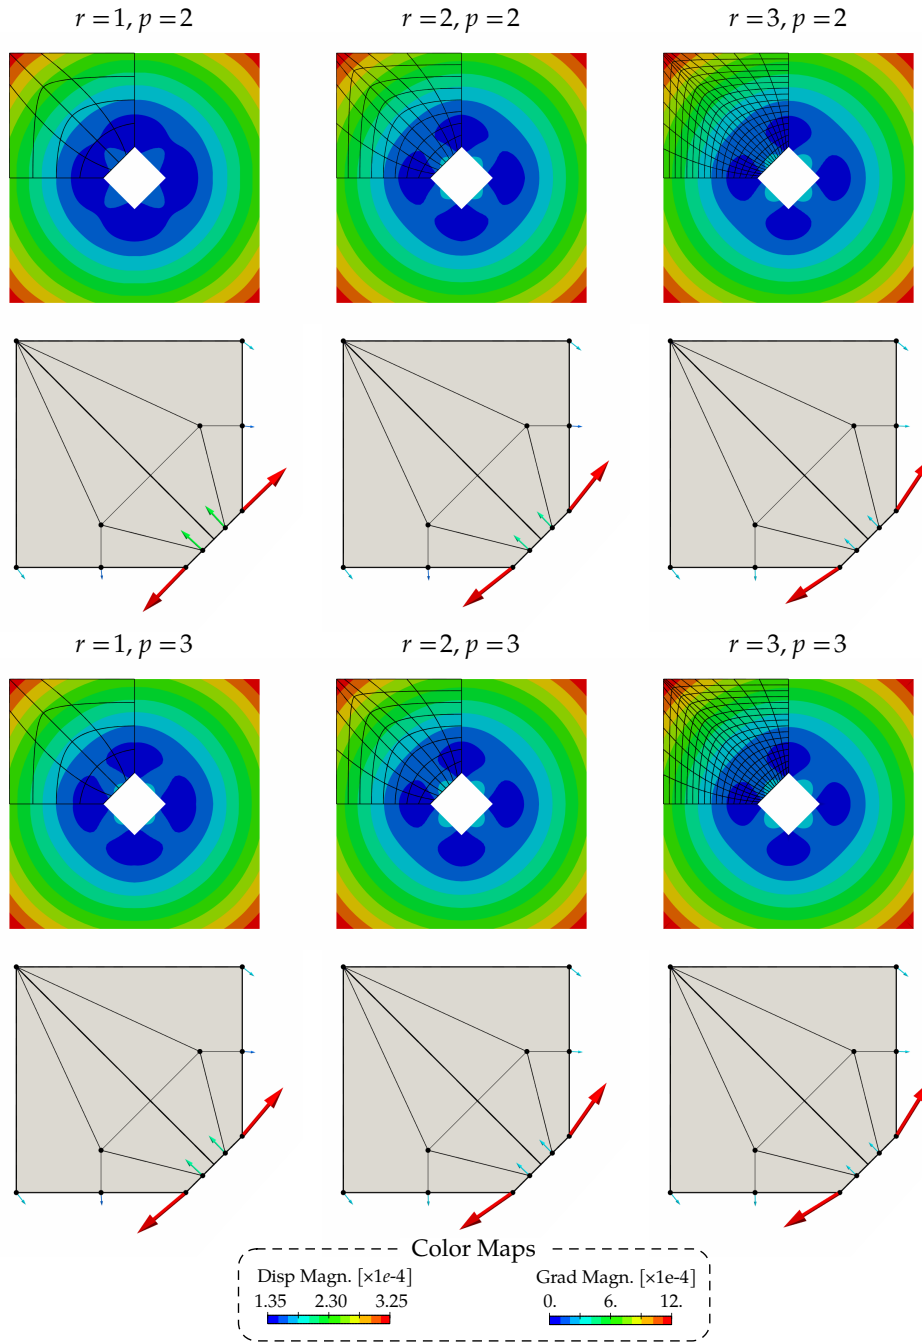 r = 1, p = 2
r = 2, p = 2
r = 3, p = 2
r = 1, p = 3
r = 2, p = 3
r = 3, p = 3
Color Maps
Disp Magn. [×1e-4]
1.35 2.30 3.25
Grad Magn. [×1e-4]
0. 6. 12.